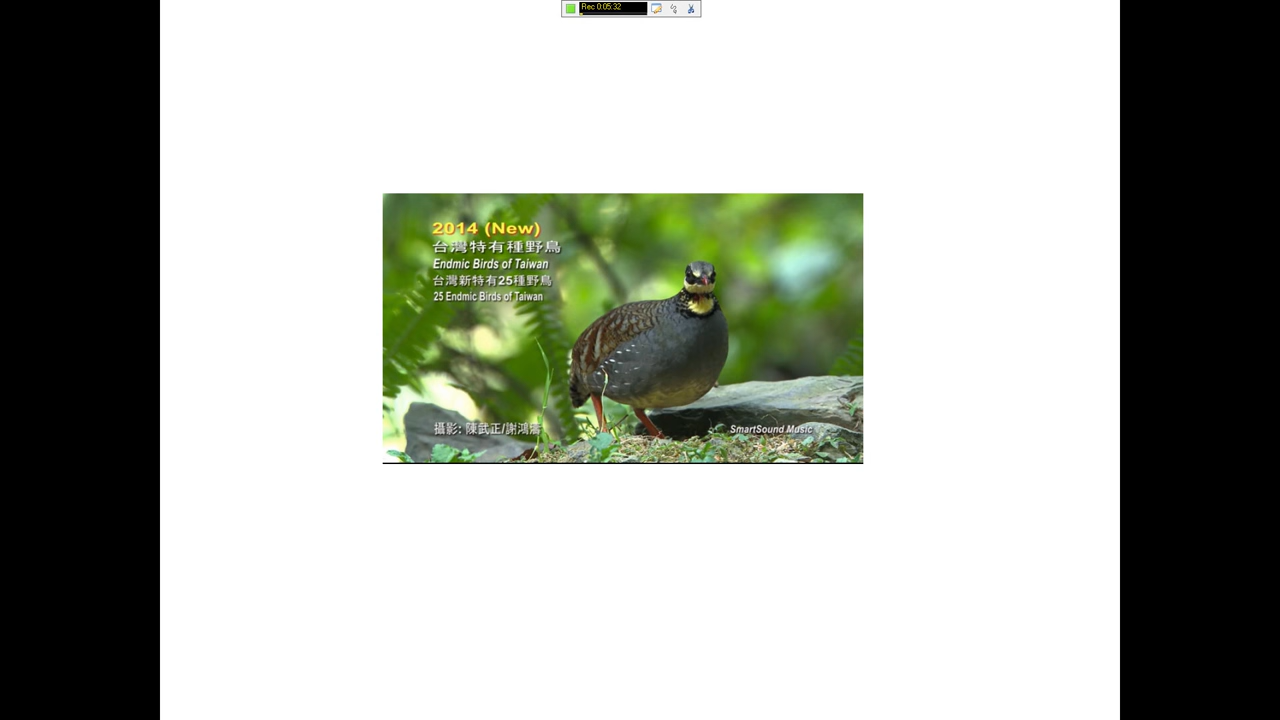 Rec 0:05:32
2014 (New)
台灣特有種野鳥
Endmic Birds of Taiwan
台灣新特有25種野鳥
25 Endmic Birds of Taiwan
攝影: 陳武正/謝鴻濤
SmartSound Music